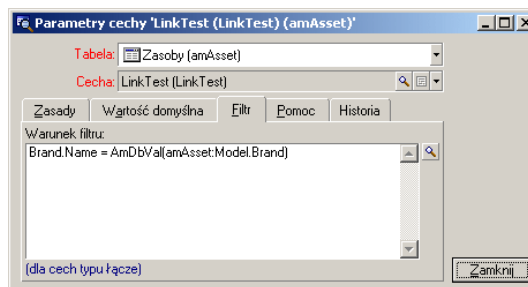 Parametry cechy 'LinkTest (LinkTest) (amAsset)'
Tabela: Zasoby (amAsset)
Cecha: LinkTest (LinkTest)
Zasady Wartość domyślna Filtr Pomoc Historia
Warunek filtru:
Brand.Name = AmDbVal(amAsset:Model.Brand)
(dla cech typu łącze)
Zamknij